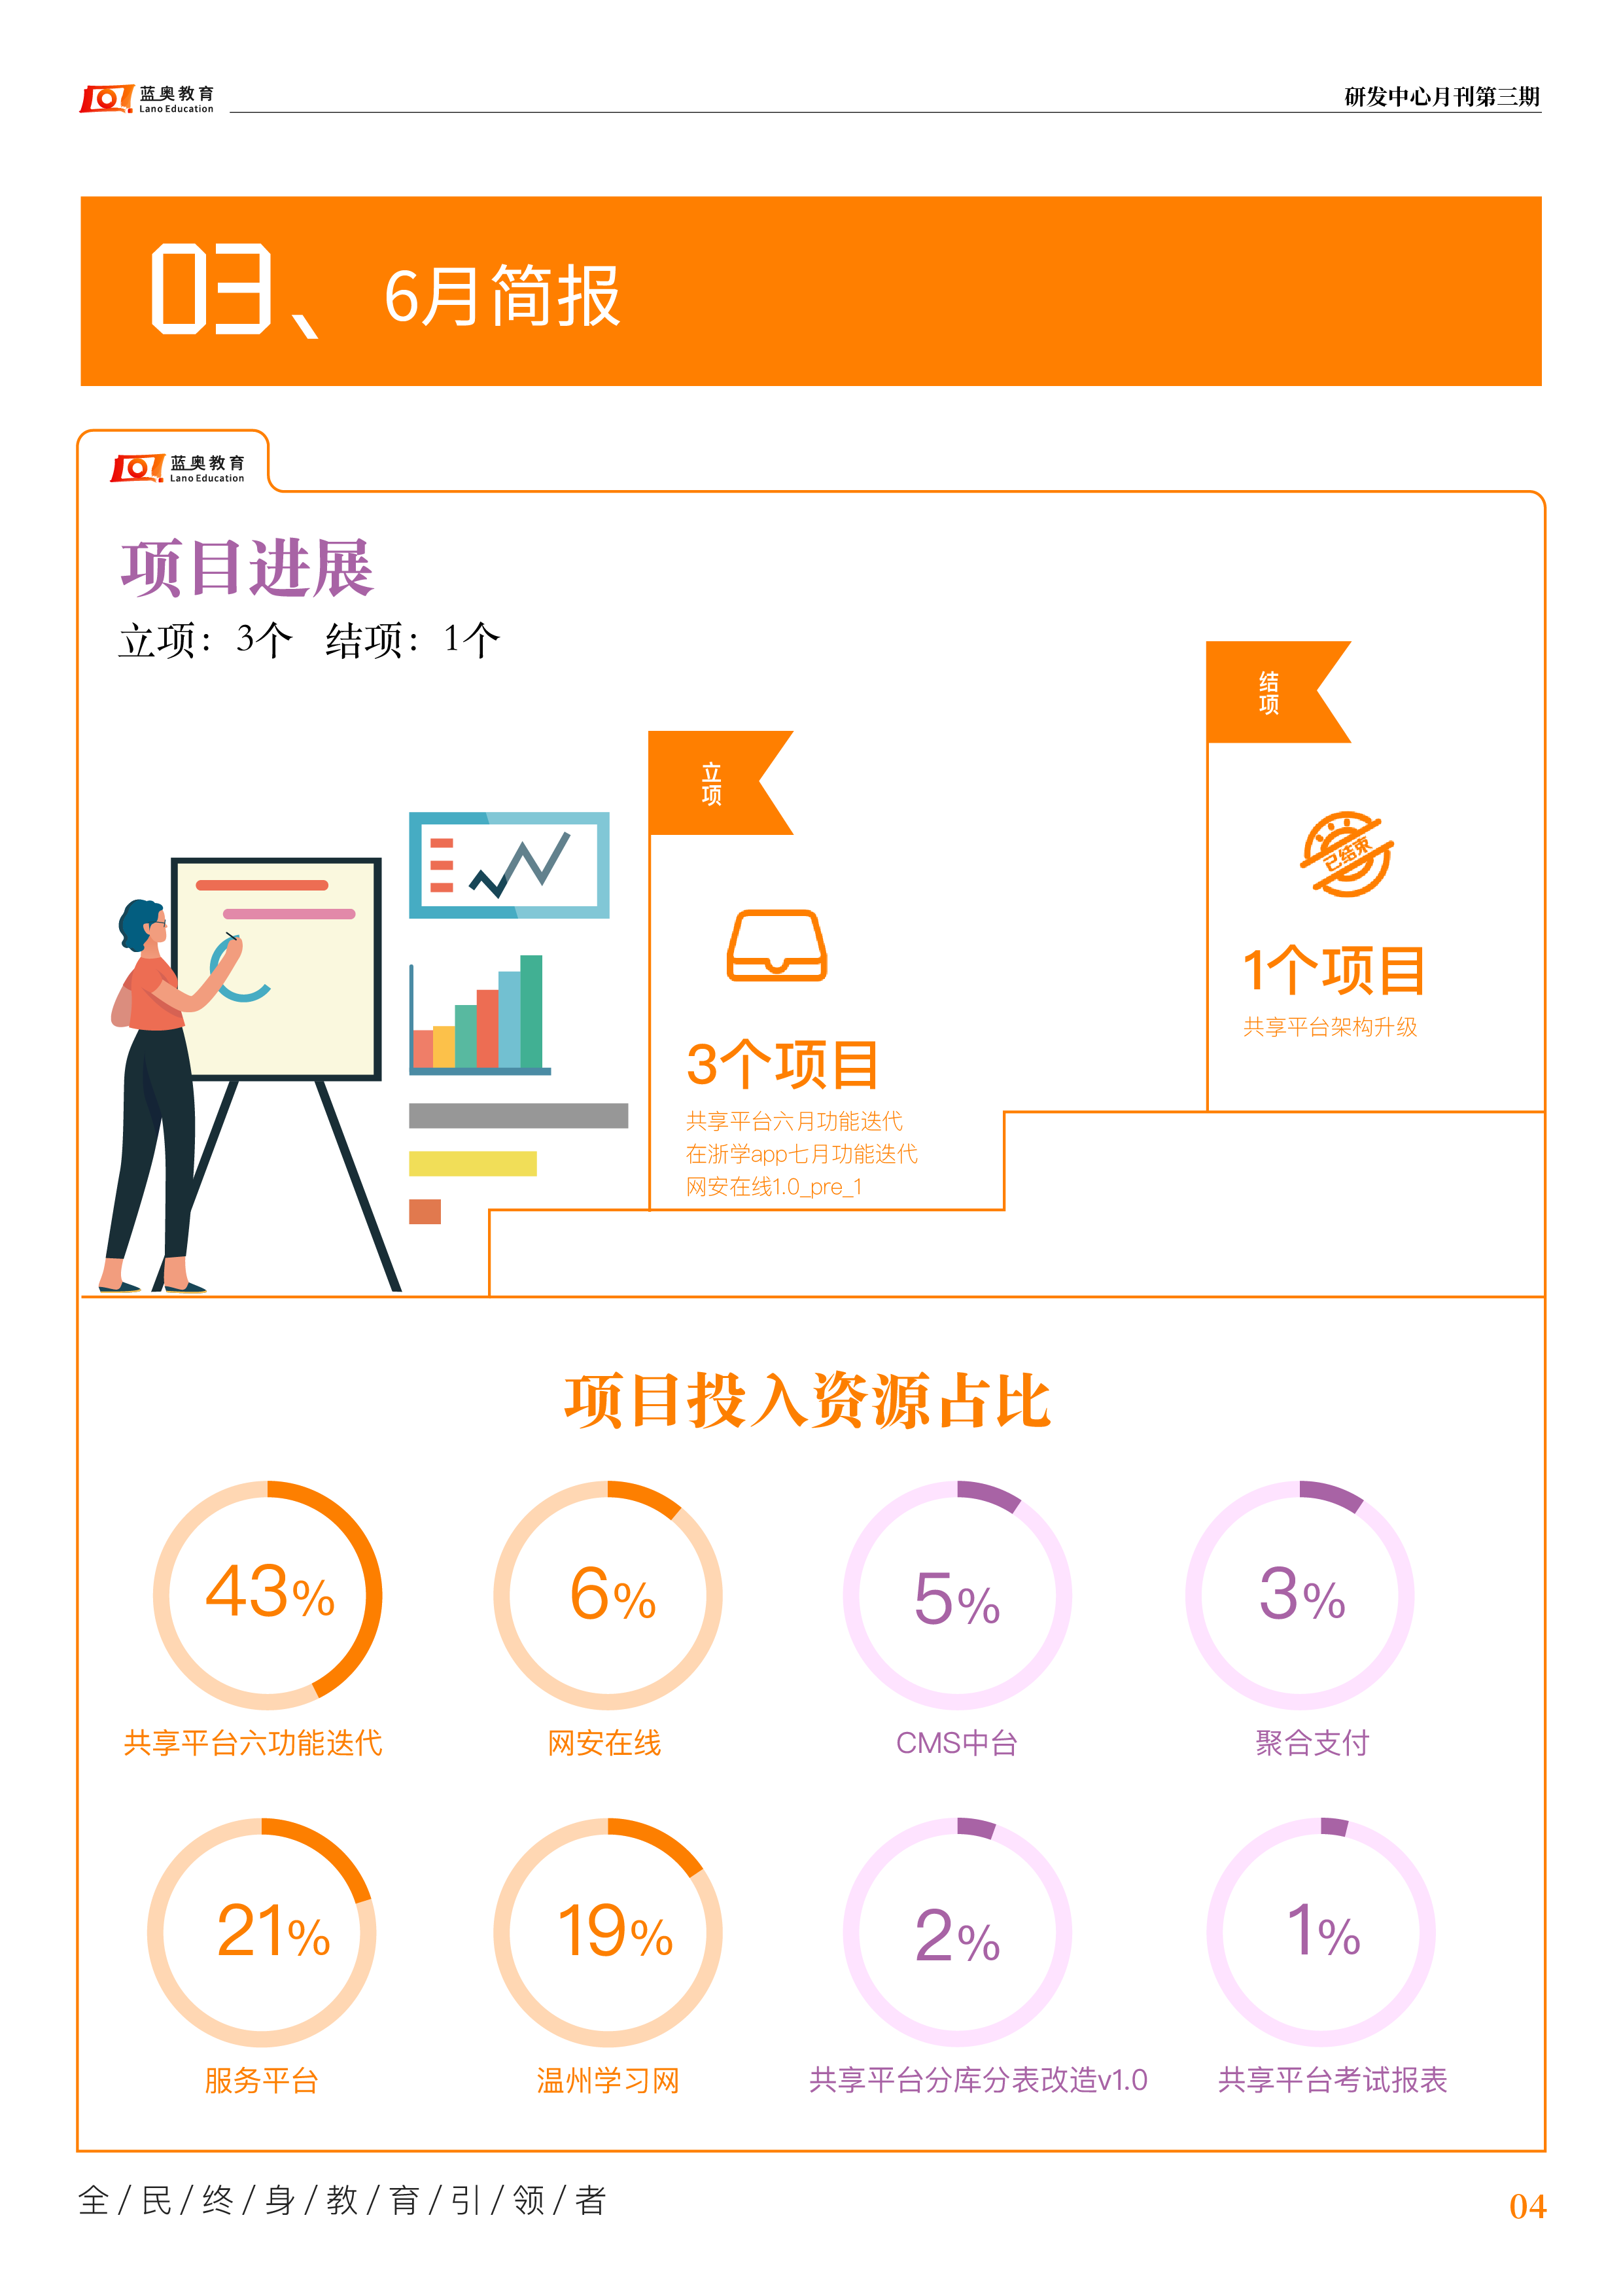 蓝奥教育
Lano Education
研发中心月刊第三期
03、 6月简报
蓝奥教育
Lano Education
项目进展
立项：3个 结项：1个
结项
立项
已结束
1个项目
共享平台架构升级
3个项目
共享平台六月功能迭代
在浙学app七月功能迭代
网安在线1.0_pre_1
项目投入资源占比
43% 6% 5% 3%
共享平台六功能迭代 网安在线 CMS中台 聚合支付
21% 19% 2% 1%
服务平台 温州学习网 共享平台分库分表改造v1.0 共享平台考试报表
全/民/终/身/教/育/引/领/者
04